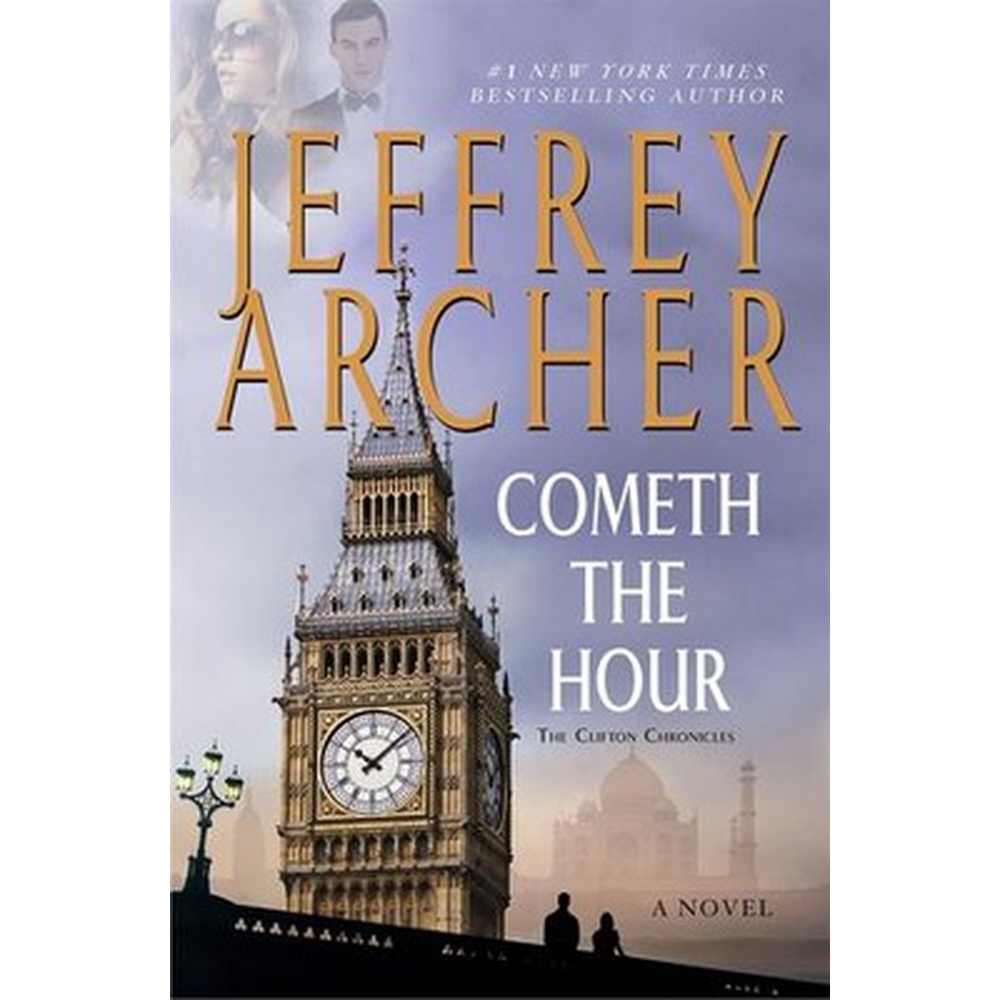 #1 NEW YORK TIMES
BESTSELLING AUTHOR
JEFFREY
ARCHER
COMETH
THE
HOUR
THE CLIFTON CHRONICLES
A NOVEL